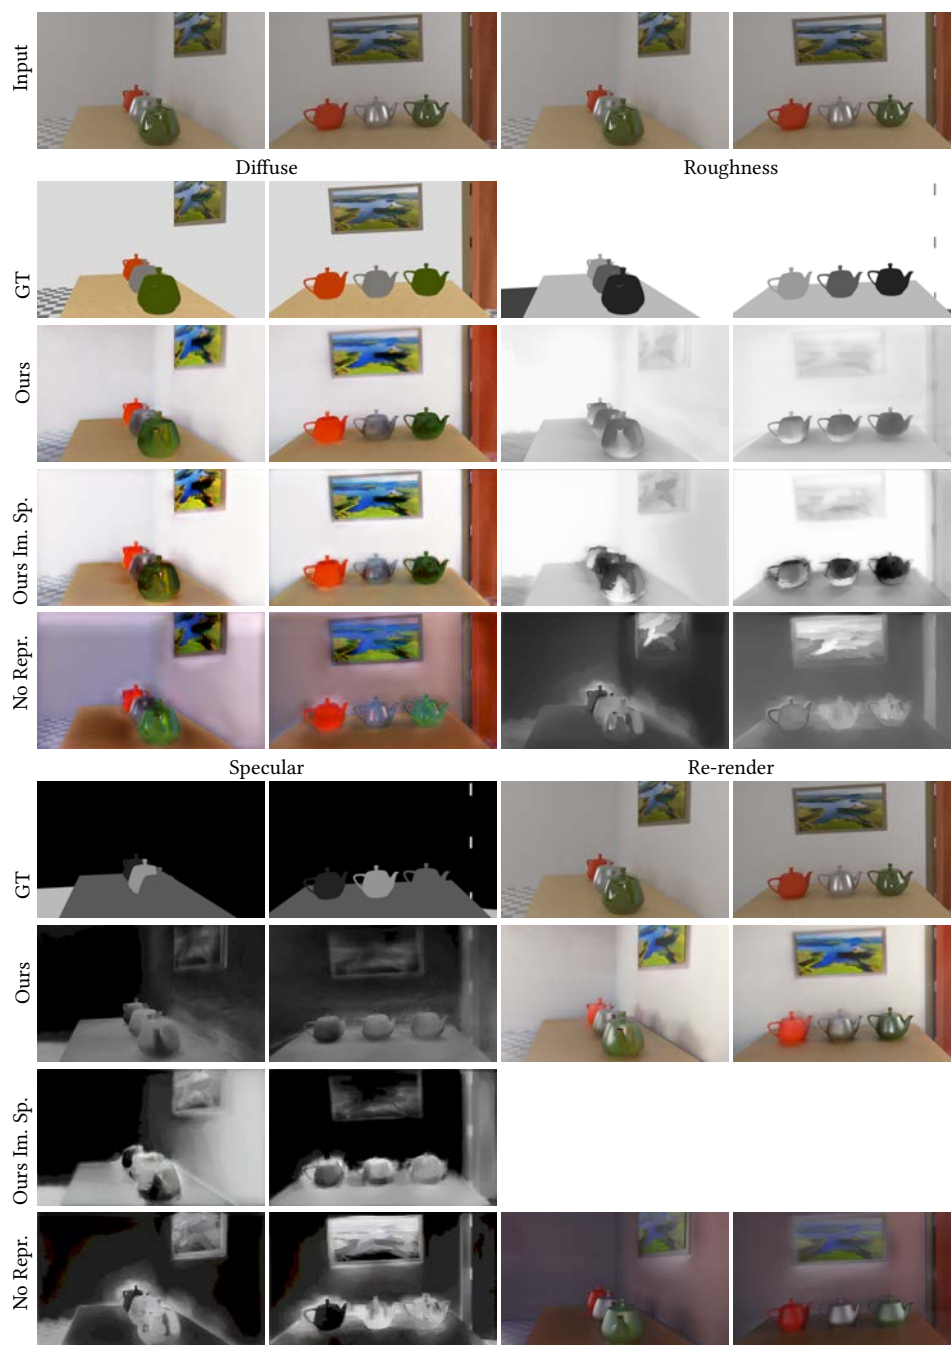 Input
Diffuse
Roughness
GT
Ours
Ours Im. Sp.
No Repr.
Specular
Re-render
GT
Ours
Ours Im. Sp.
No Repr.